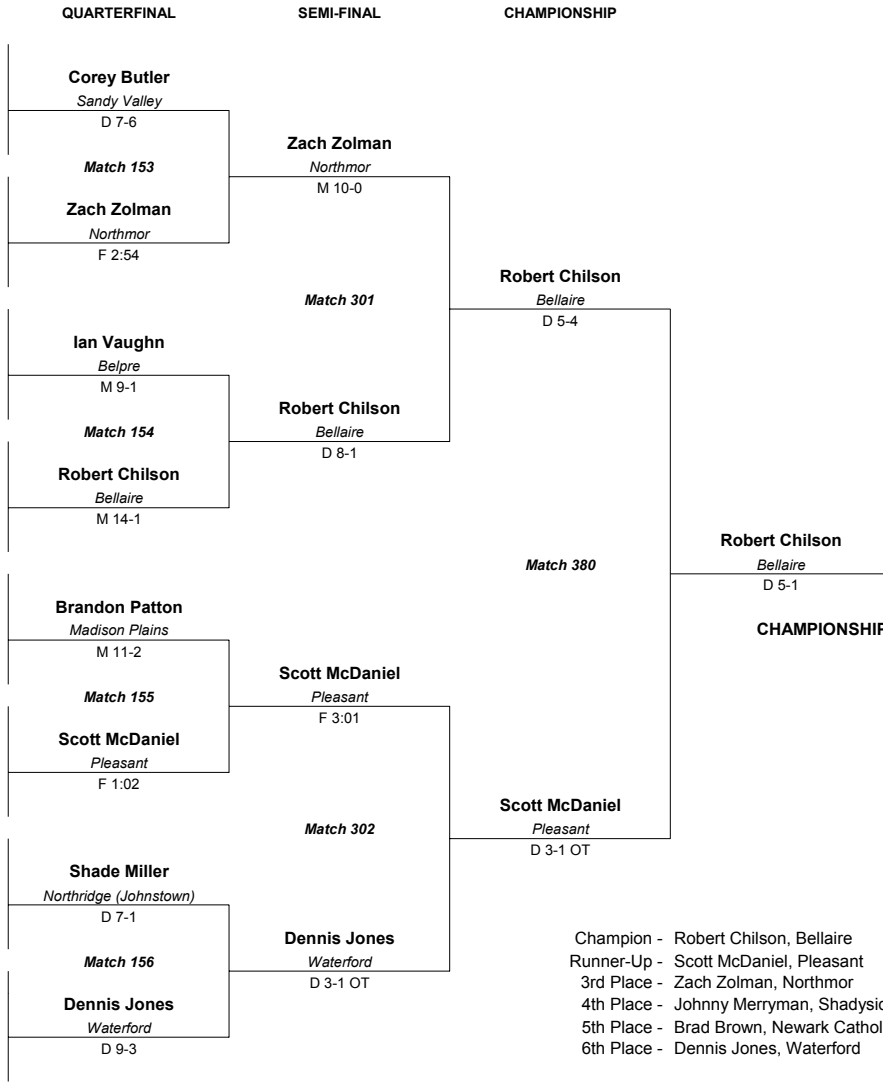 QUARTERFINAL SEMI-FINAL CHAMPIONSHIP
Corey Butler
Sandy Valley
D 7-6
Match 153
Zach Zolman
Northmor
F 2:54
Zach Zolman
Northmor
M 10-0
Match 301
Ian Vaughn
Belpre
M 9-1
Match 154
Robert Chilson
Bellaire
M 14-1
Robert Chilson
Bellaire
D 8-1
Robert Chilson
Bellaire
D 5-4
Match 380
Robert Chilson
Bellaire
D 5-1
CHAMPIONSHIP
Brandon Patton
Madison Plains
M 11-2
Match 155
Scott McDaniel
Pleasant
F 1:02
Scott McDaniel
Pleasant
F 3:01
Match 302
Scott McDaniel
Pleasant
D 3-1 OT
Shade Miller
Northridge (Johnstown)
D 7-1
Match 156
Dennis Jones
Waterford
D 9-3
Dennis Jones
Waterford
D 3-1 OT
Champion - Robert Chilson, Bellaire
Runner-Up - Scott McDaniel, Pleasant
3rd Place - Zach Zolman, Northmor
4th Place - Johnny Merryman,
5th Place - Brad Brown, Newark
6th Place - Dennis Jones, Waterford